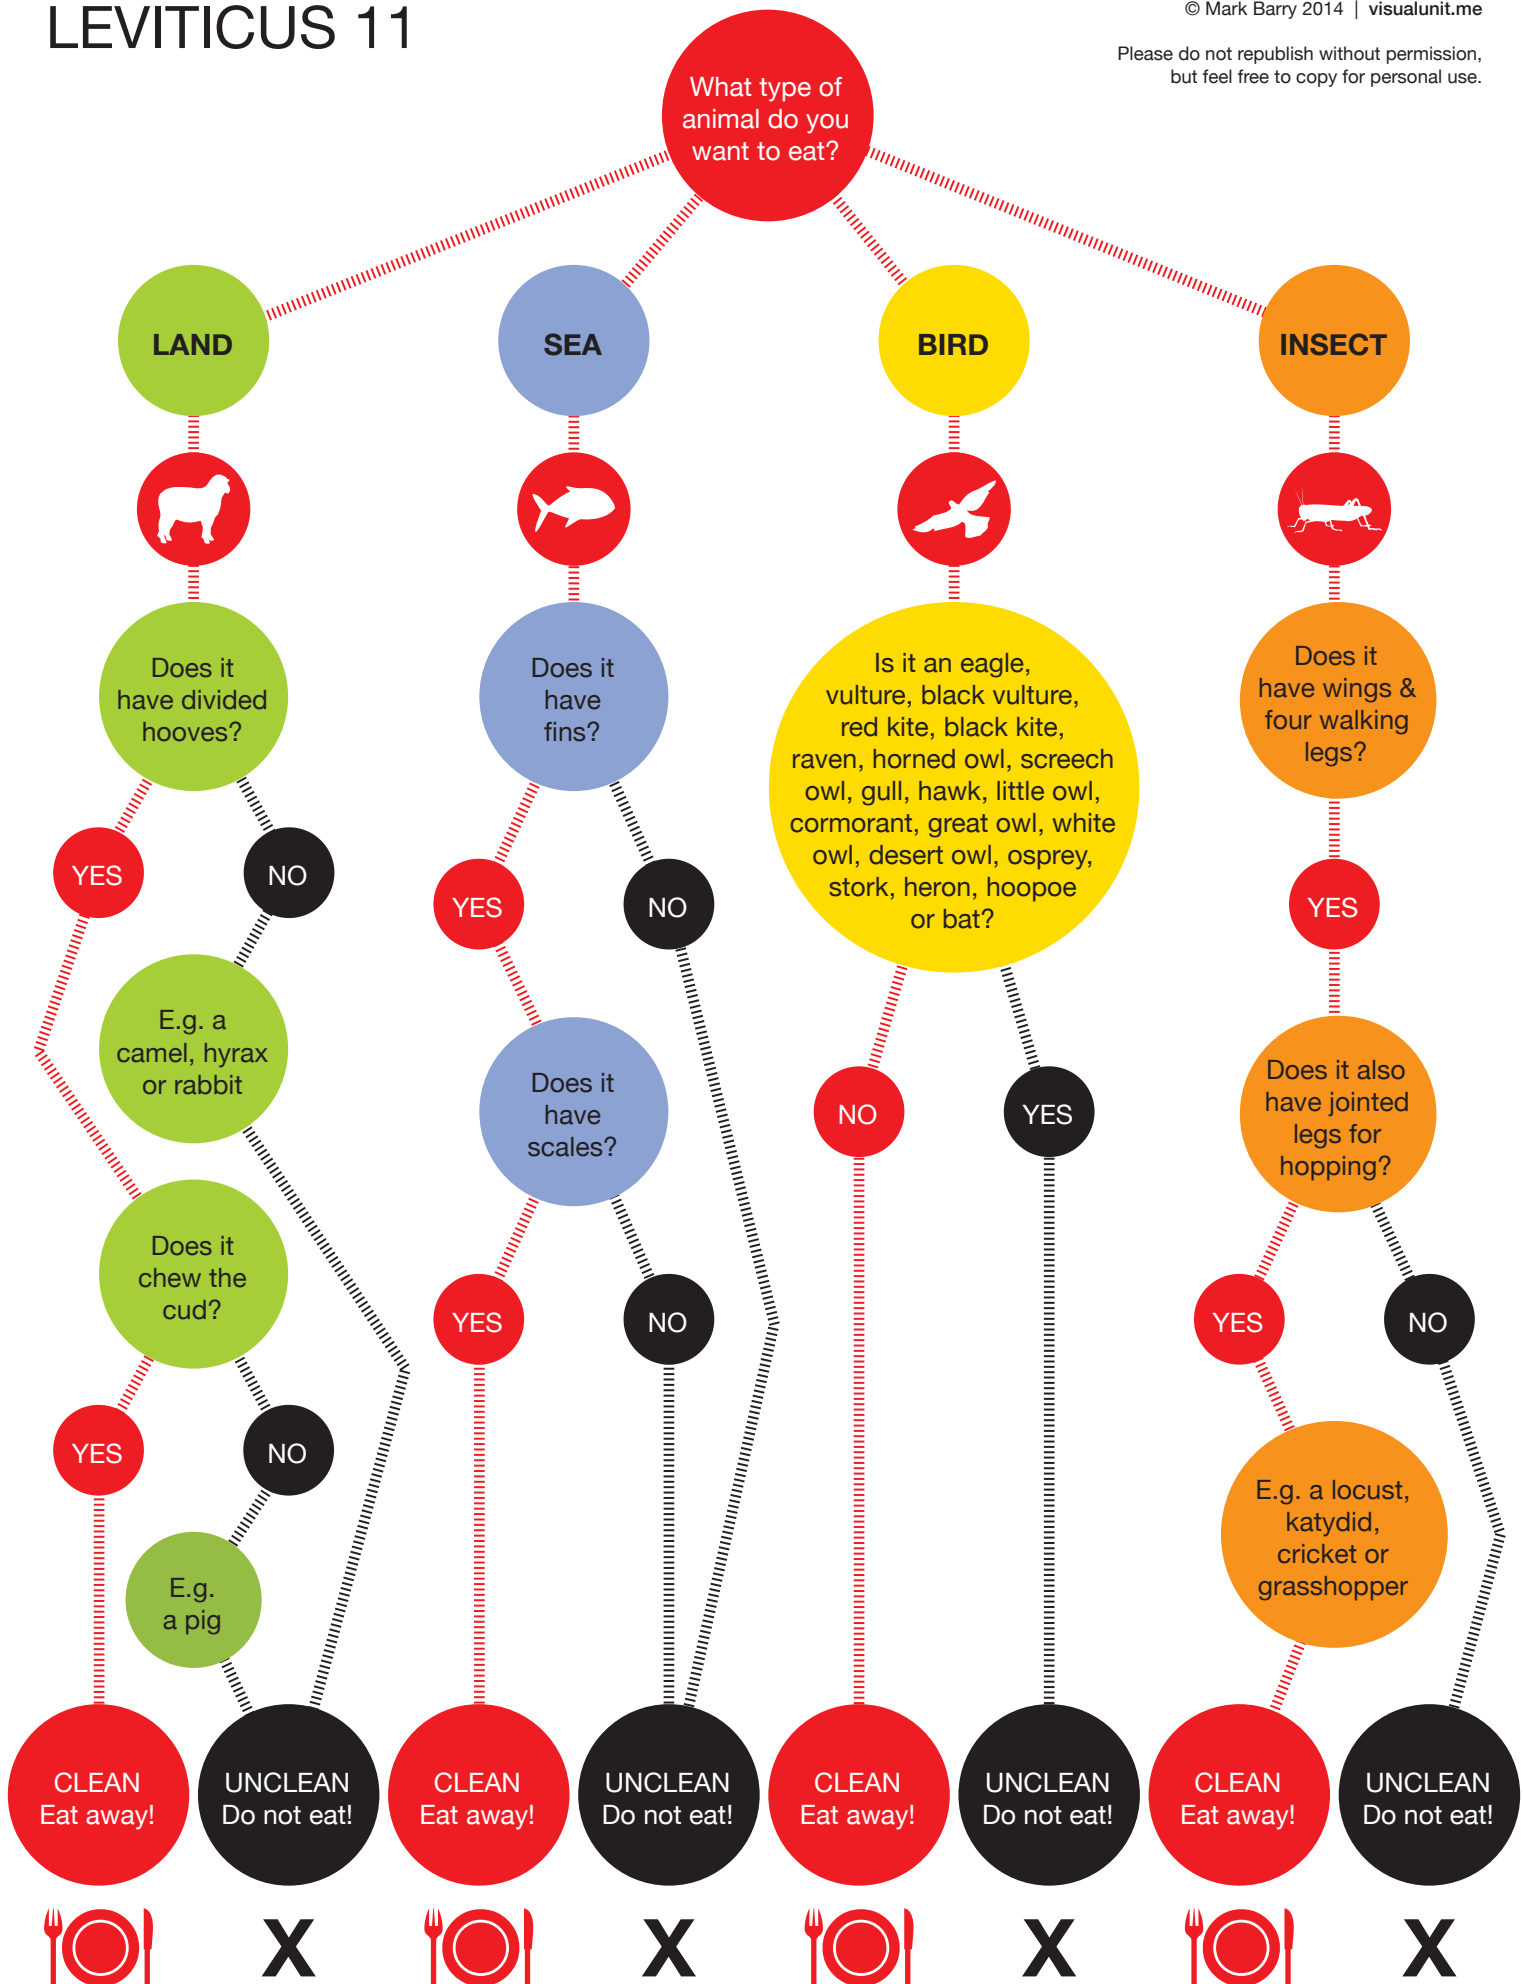 LEVITICUS 11
© Mark Barry 2014 | visualunit.me
Please do not republish without permission,
but feel free to copy for personal use.
What type of
animal do you
want to eat?
LAND
SEA
BIRD
INSECT
Does it
have divided
hooves?
YES
NO
E.g. a
camel, hyrax
or rabbit
Does it
chew the
cud?
YES
NO
E.g.
a pig
CLEAN
Eat away!
UNCLEAN
Do not eat!
X
Does it
have
fins?
YES
NO
Does it
have
scales?
YES
NO
CLEAN
Eat away!
UNCLEAN
Do not eat!
X
Is it an eagle,
vulture, black vulture,
red kite, black kite,
raven, horned owl, screech
owl, gull, hawk, little owl,
cormorant, great owl, white
owl, desert owl, osprey,
stork, heron, hoopoe
or bat?
NO
YES
CLEAN
Eat away!
UNCLEAN
Do not eat!
X
Does it
have wings &
four walking
legs?
YES
Does it also
have jointed
legs for
hopping?
YES
NO
E.g. a locust,
katydid,
cricket or
grasshopper
CLEAN
Eat away!
UNCLEAN
Do not eat!
X